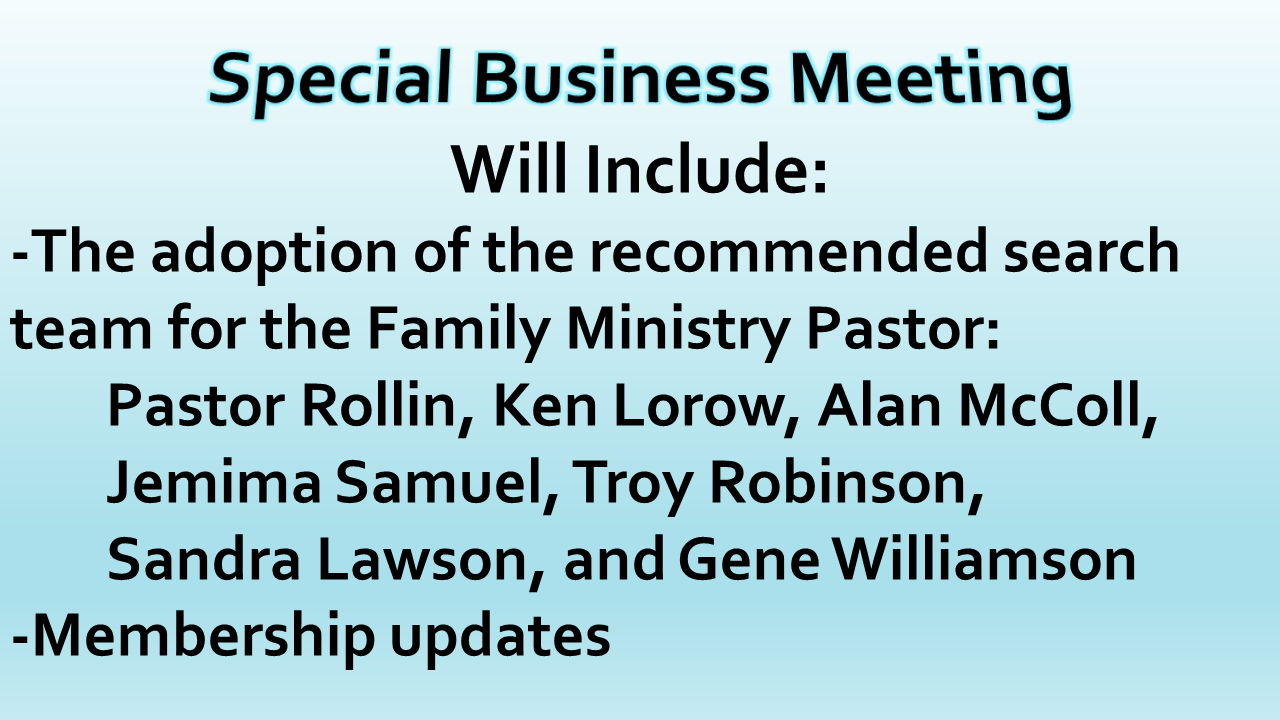 Special Business Meeting
Will Include:
-The adoption of the recommended search
team for the Family Ministry Pastor:
Pastor Rollin, Ken Lorow, Alan McColl,
Jemima Samuel, Troy Robinson,
Sandra Lawson, and Gene Williamson
-Membership updates